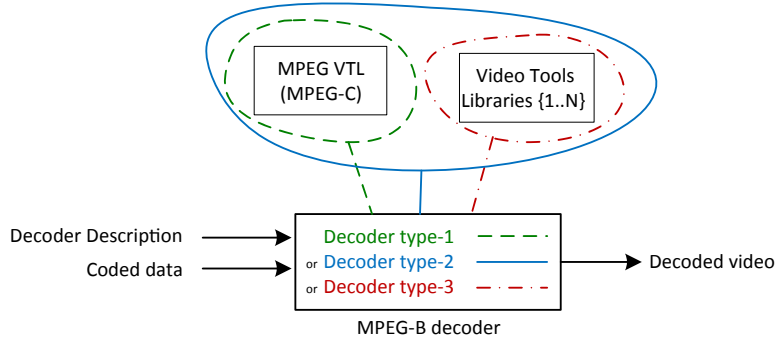 MPEG VTL
(MPEG-C)
Video Tools
Libraries {1..N}
Decoder Description
Coded data
Decoder type-1
or Decoder type-2
or Decoder type-3
Decoded video
MPEG-B decoder